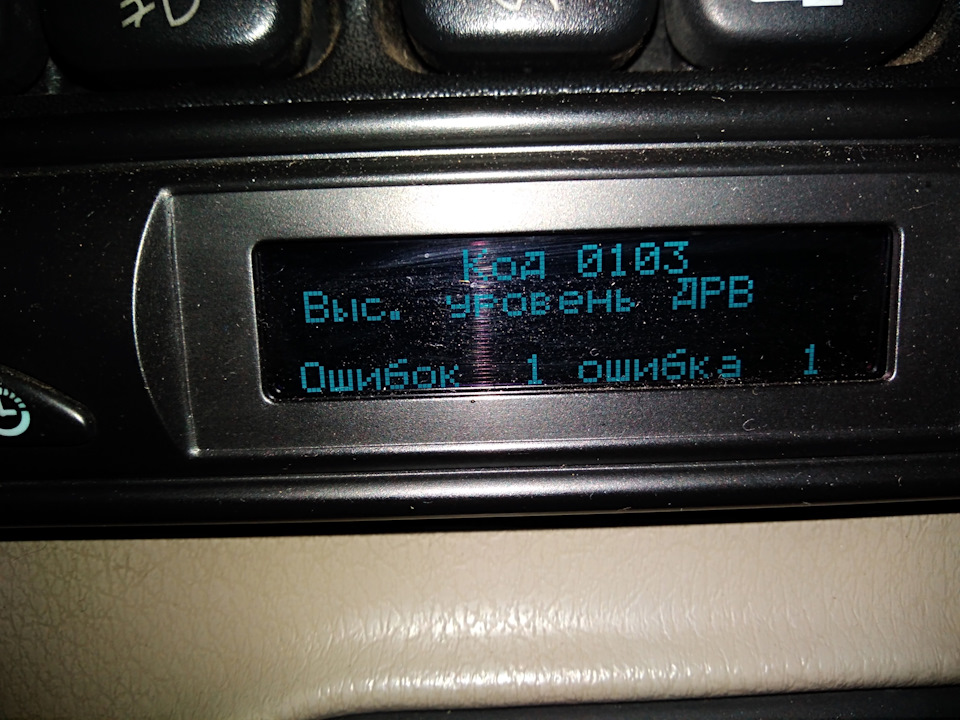 Код 0103
Выс. уровень ДРВ
Ошибок 1 ошибка 1